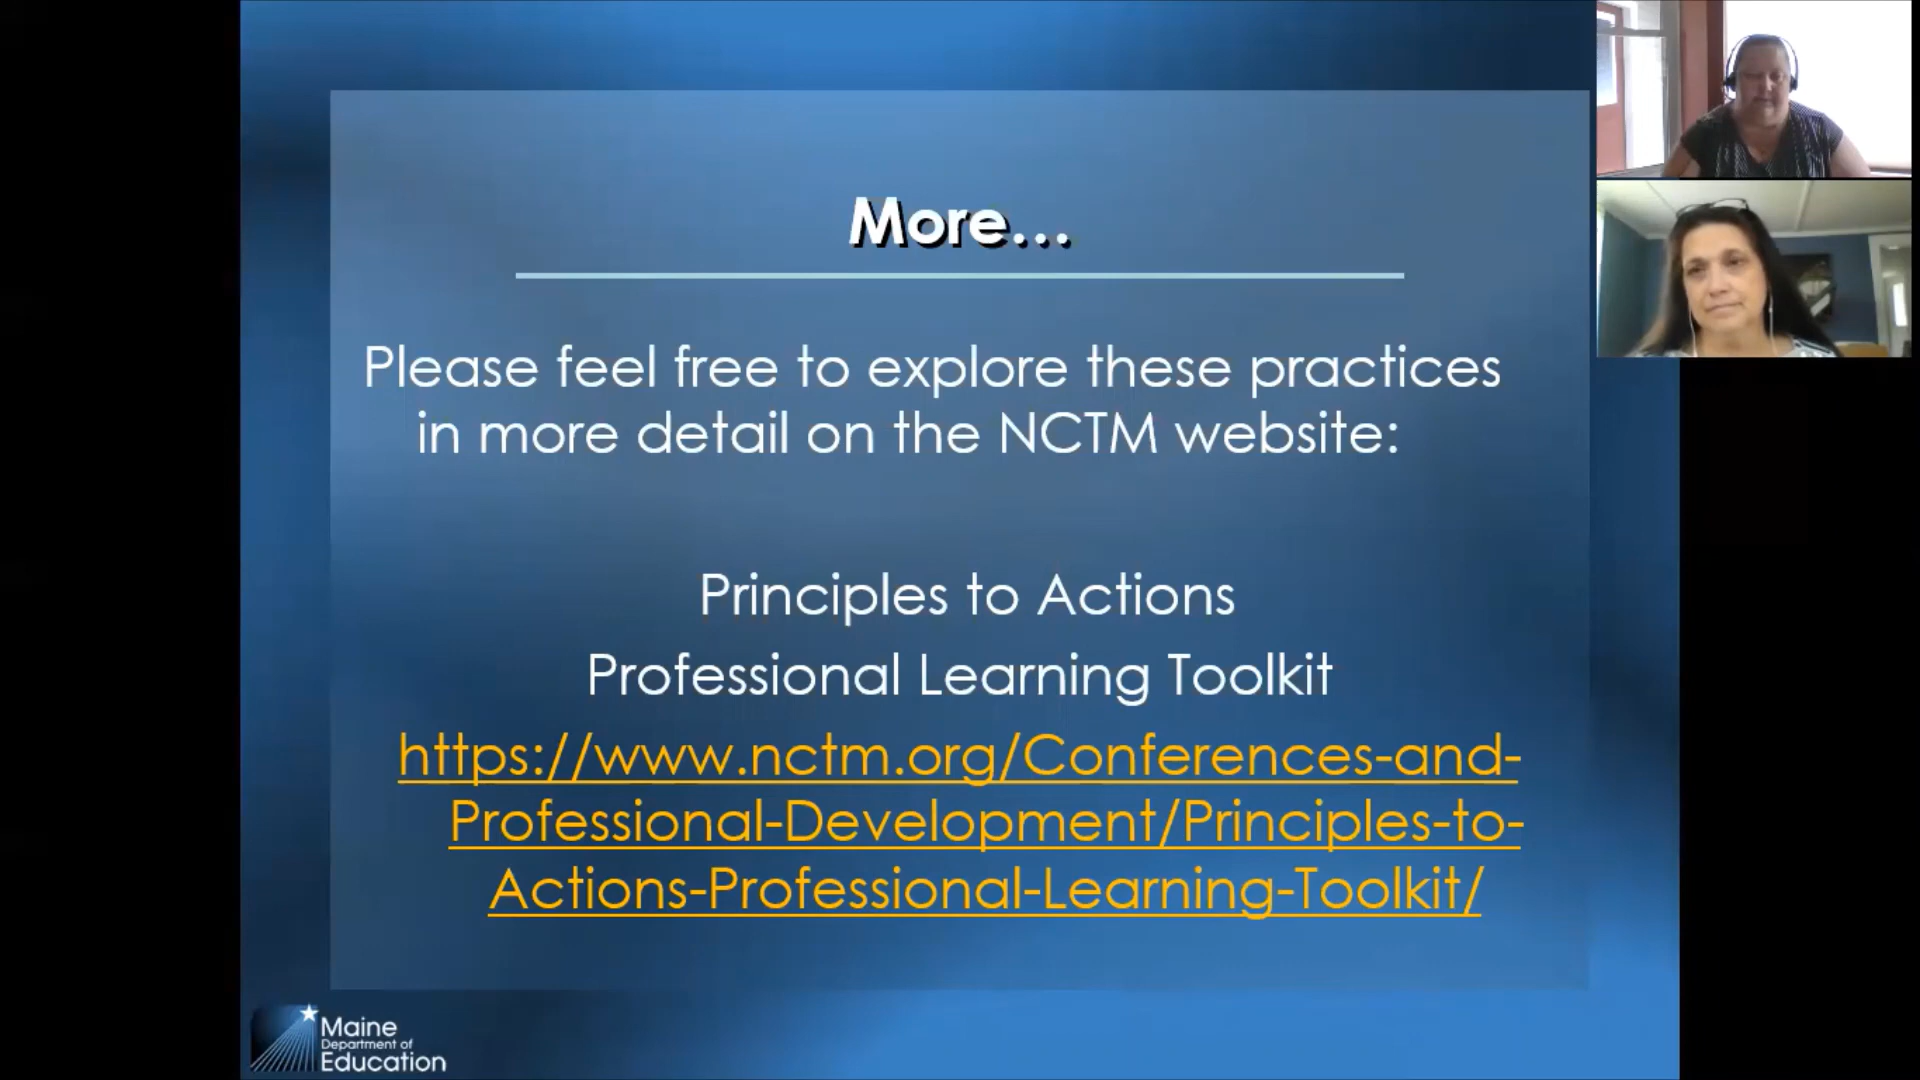 More...
Please feel free to explore these practices
in more detail on the NCTM website:
Principles to Actions
Professional Learning Toolkit
https://www.nctm.org/Conferences-and-
Professional-Development/Principles-to-
Actions-Professional-Learning-Toolkit/
Maine
Department of
Education